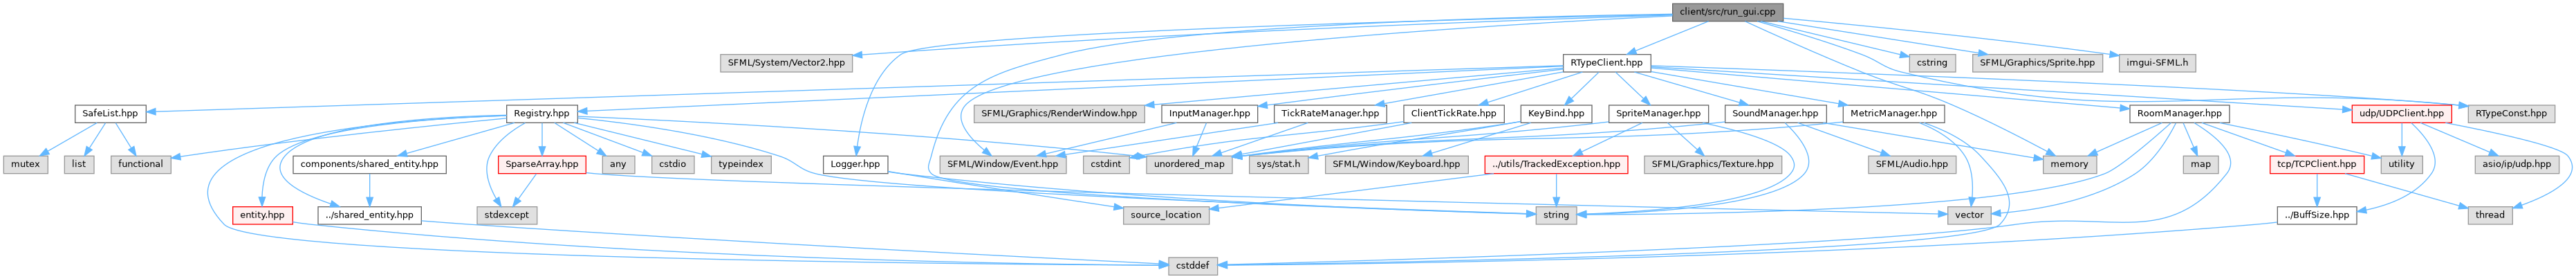 client/src/run_gui.cpp
SFML/System/Vector2.hpp
RTypeClient.hpp
cstring
SFML/Graphics/Sprite.hpp
imgui-SFML.h
SafeList.hpp
Registry.hpp
SFML/Graphics/RenderWindow.hpp
InputManager.hpp
TickRateManager.hpp
ClientTickRate.hpp
KeyBind.hpp
SpriteManager.hpp
SoundManager.hpp
MetricManager.hpp
RoomManager.hpp
udp/UDPClient.hpp
RTypeConst.hpp
mutex
list
functional
components/shared_entity.hpp
SparseArray.hpp
any
cstdio
typeindex
Logger.hpp
SFML/Window/Event.hpp
cstdint
unordered_map
sys/stat.h
SFML/Window/Keyboard.hpp
../utils/TrackedException.hpp
SFML/Graphics/Texture.hpp
SFML/Audio.hpp
memory
map
tcp/TCPClient.hpp
utility
asio/ip/udp.hpp
entity.hpp
../shared_entity.hpp
stdexcept
source_location
string
vector
../BuffSize.hpp
thread
cstddef